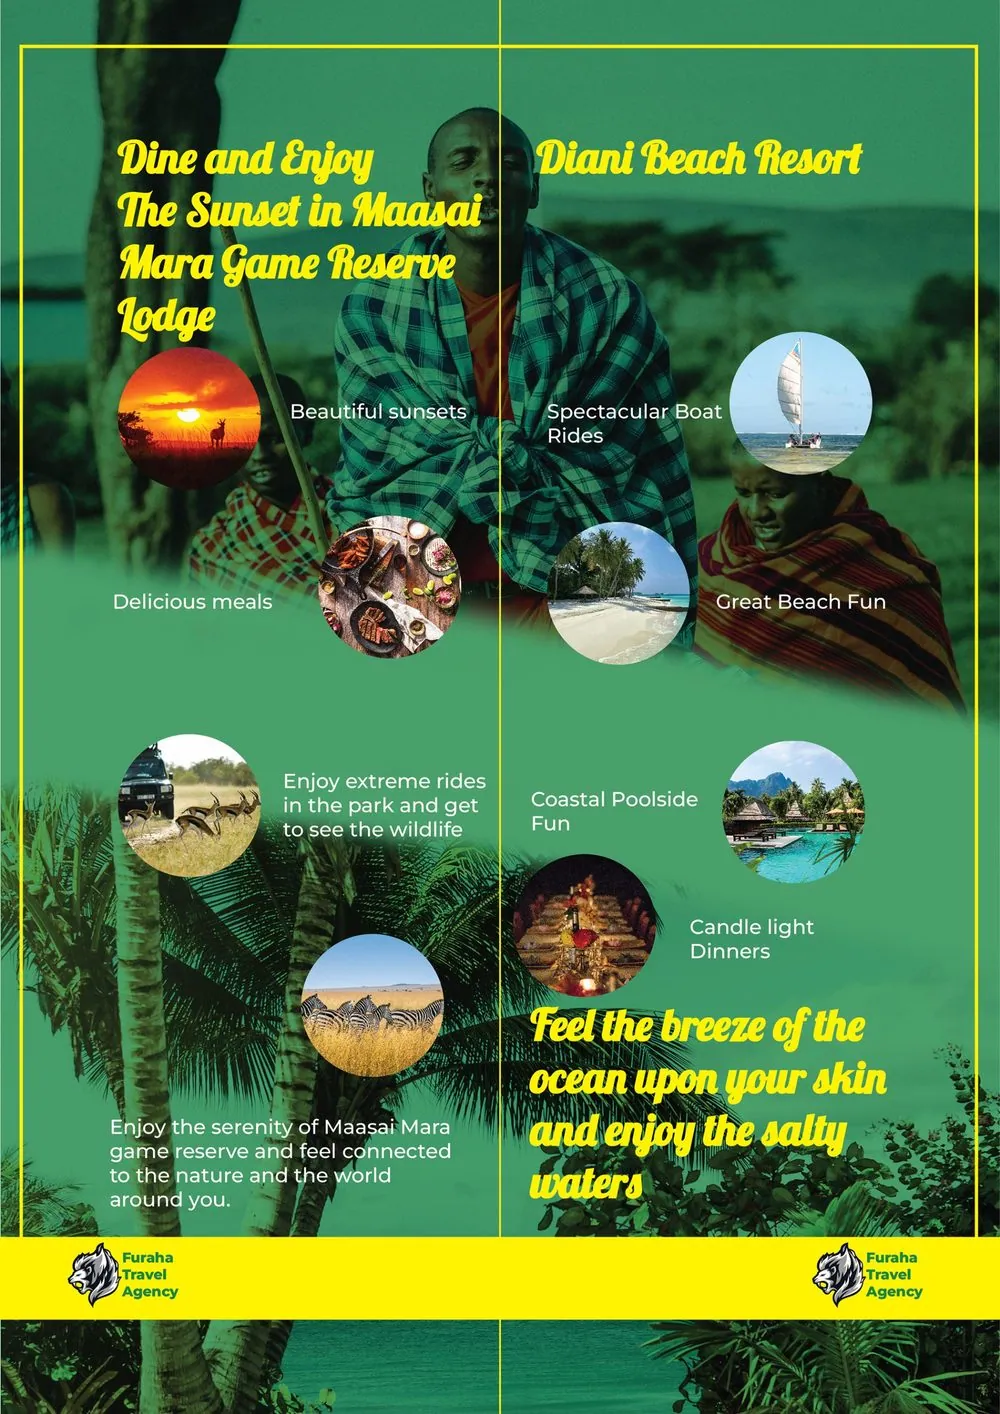 Dine and Enjoy
The Sunset in Maasai
Mara Game Reserve
Lodge
Beautiful sunsets
Delicious meals
Enjoy extreme rides
in the park and get
to see the wildlife
Enjoy the serenity of Maasai Mara
game reserve and feel connected
to the nature and the world
around you.
Furaha
Travel
Agency
Diani Beach Resort
Spectacular Boat
Rides
Great Beach Fun
Coastal Poolside
Fun
Candle light
Dinners
Feel the breeze of the
ocean upon your skin
and enjoy the salty
waters
Furaha
Travel
Agency